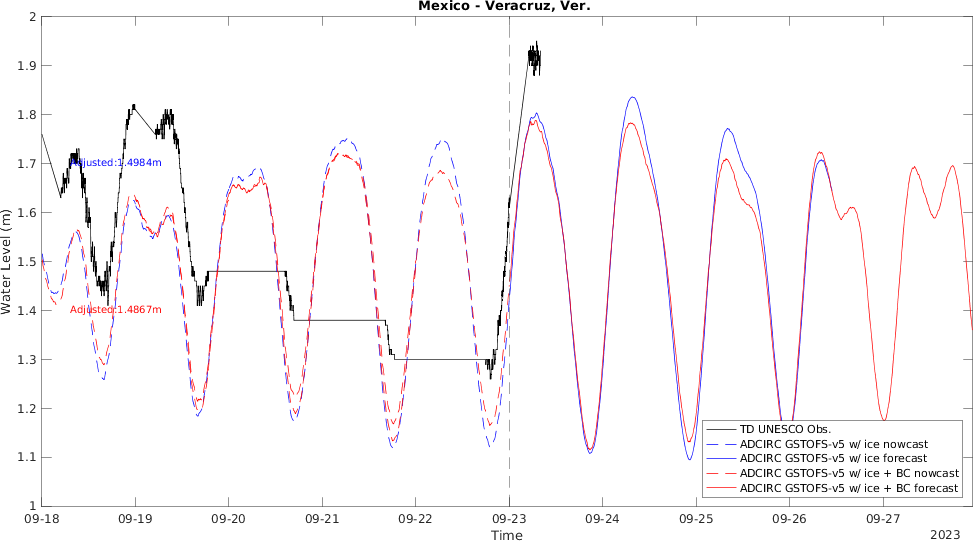 Mexico - Veracruz, Ver.
2
1.9
1.8
1.7
1.6
1.5
1.4
1.3
1.2
1.1
1
Water Level (m)
Adjusted:1.4984m
Adjusted:1.4867m
TD UNESCO Obs.
ADCIRC GSTOFS-v5 w/ ice nowcast
ADCIRC GSTOFS-v5 w/ ice forecast
ADCIRC GSTOFS-v5 w/ ice + BC nowcast
ADCIRC GSTOFS-v5 w/ ice + BC forecast
09-18 09-19 09-20 09-21 09-22 09-23 09-24 09-25 09-26 09-27
Time
2023